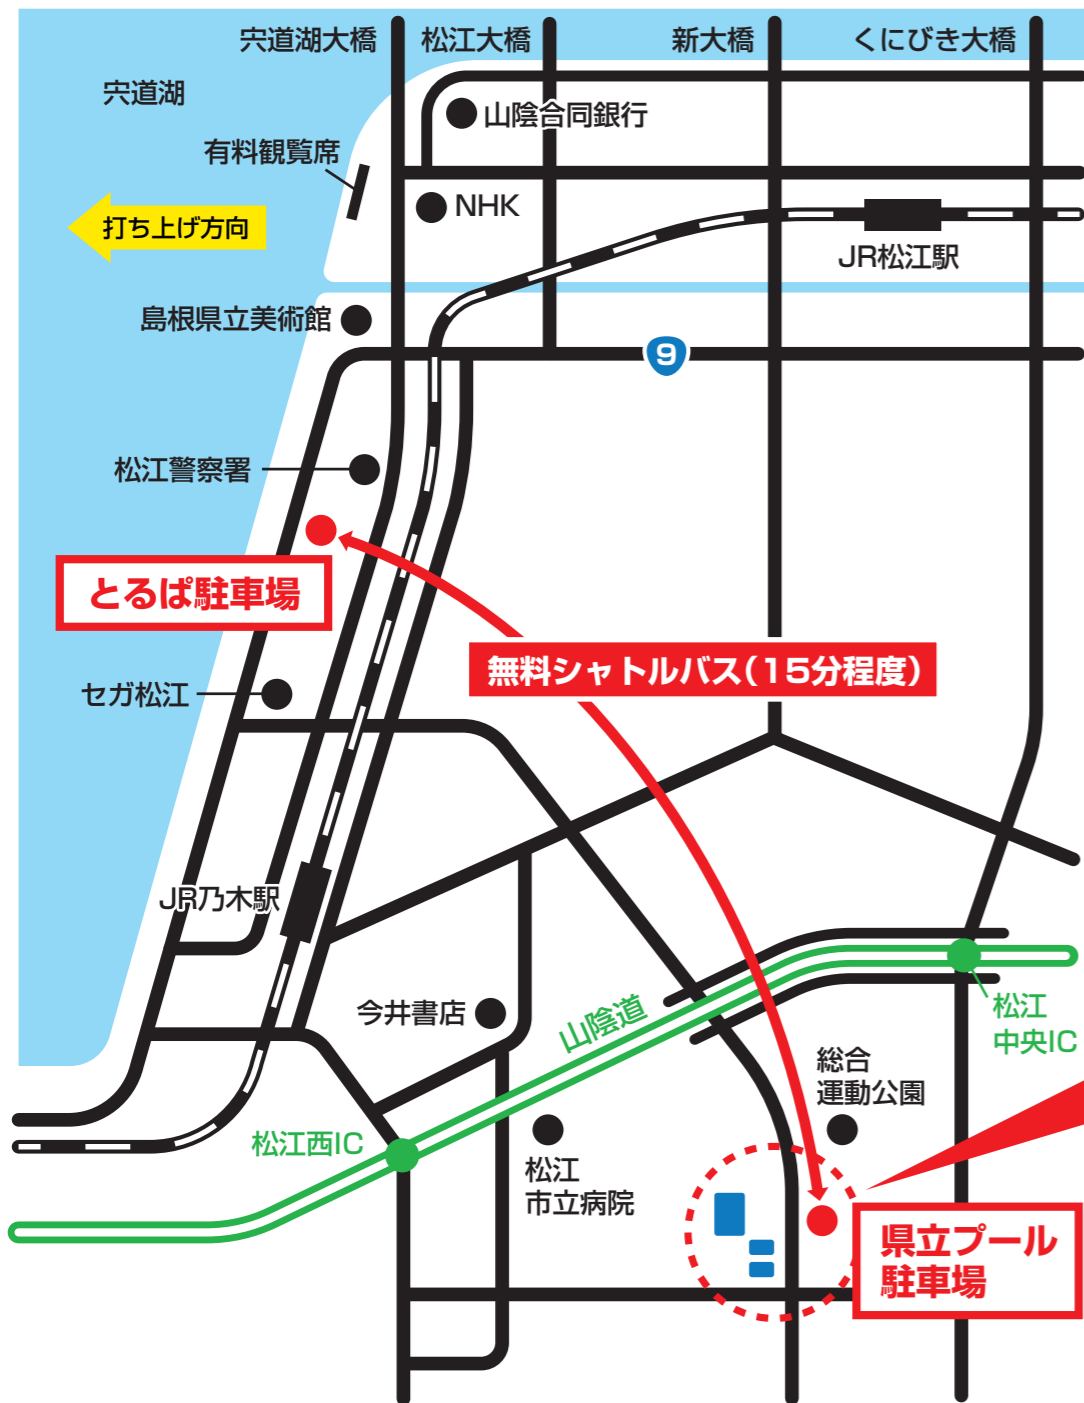 宍道湖大橋
松江大橋
新大橋
くにびき大橋
宍道湖
山陰合同銀行
有料観覧席
NHK
打ち上げ方向
JR松江駅
島根県立美術館
9
松江警察署
とるぱ駐車場
無料シャトルバス(15分程度)
セガ松江
JR乃木駅
今井書店
山陰道
松江
中央IC
総合
運動公園
松江西IC
松江
市立病院
県立プール
駐車場